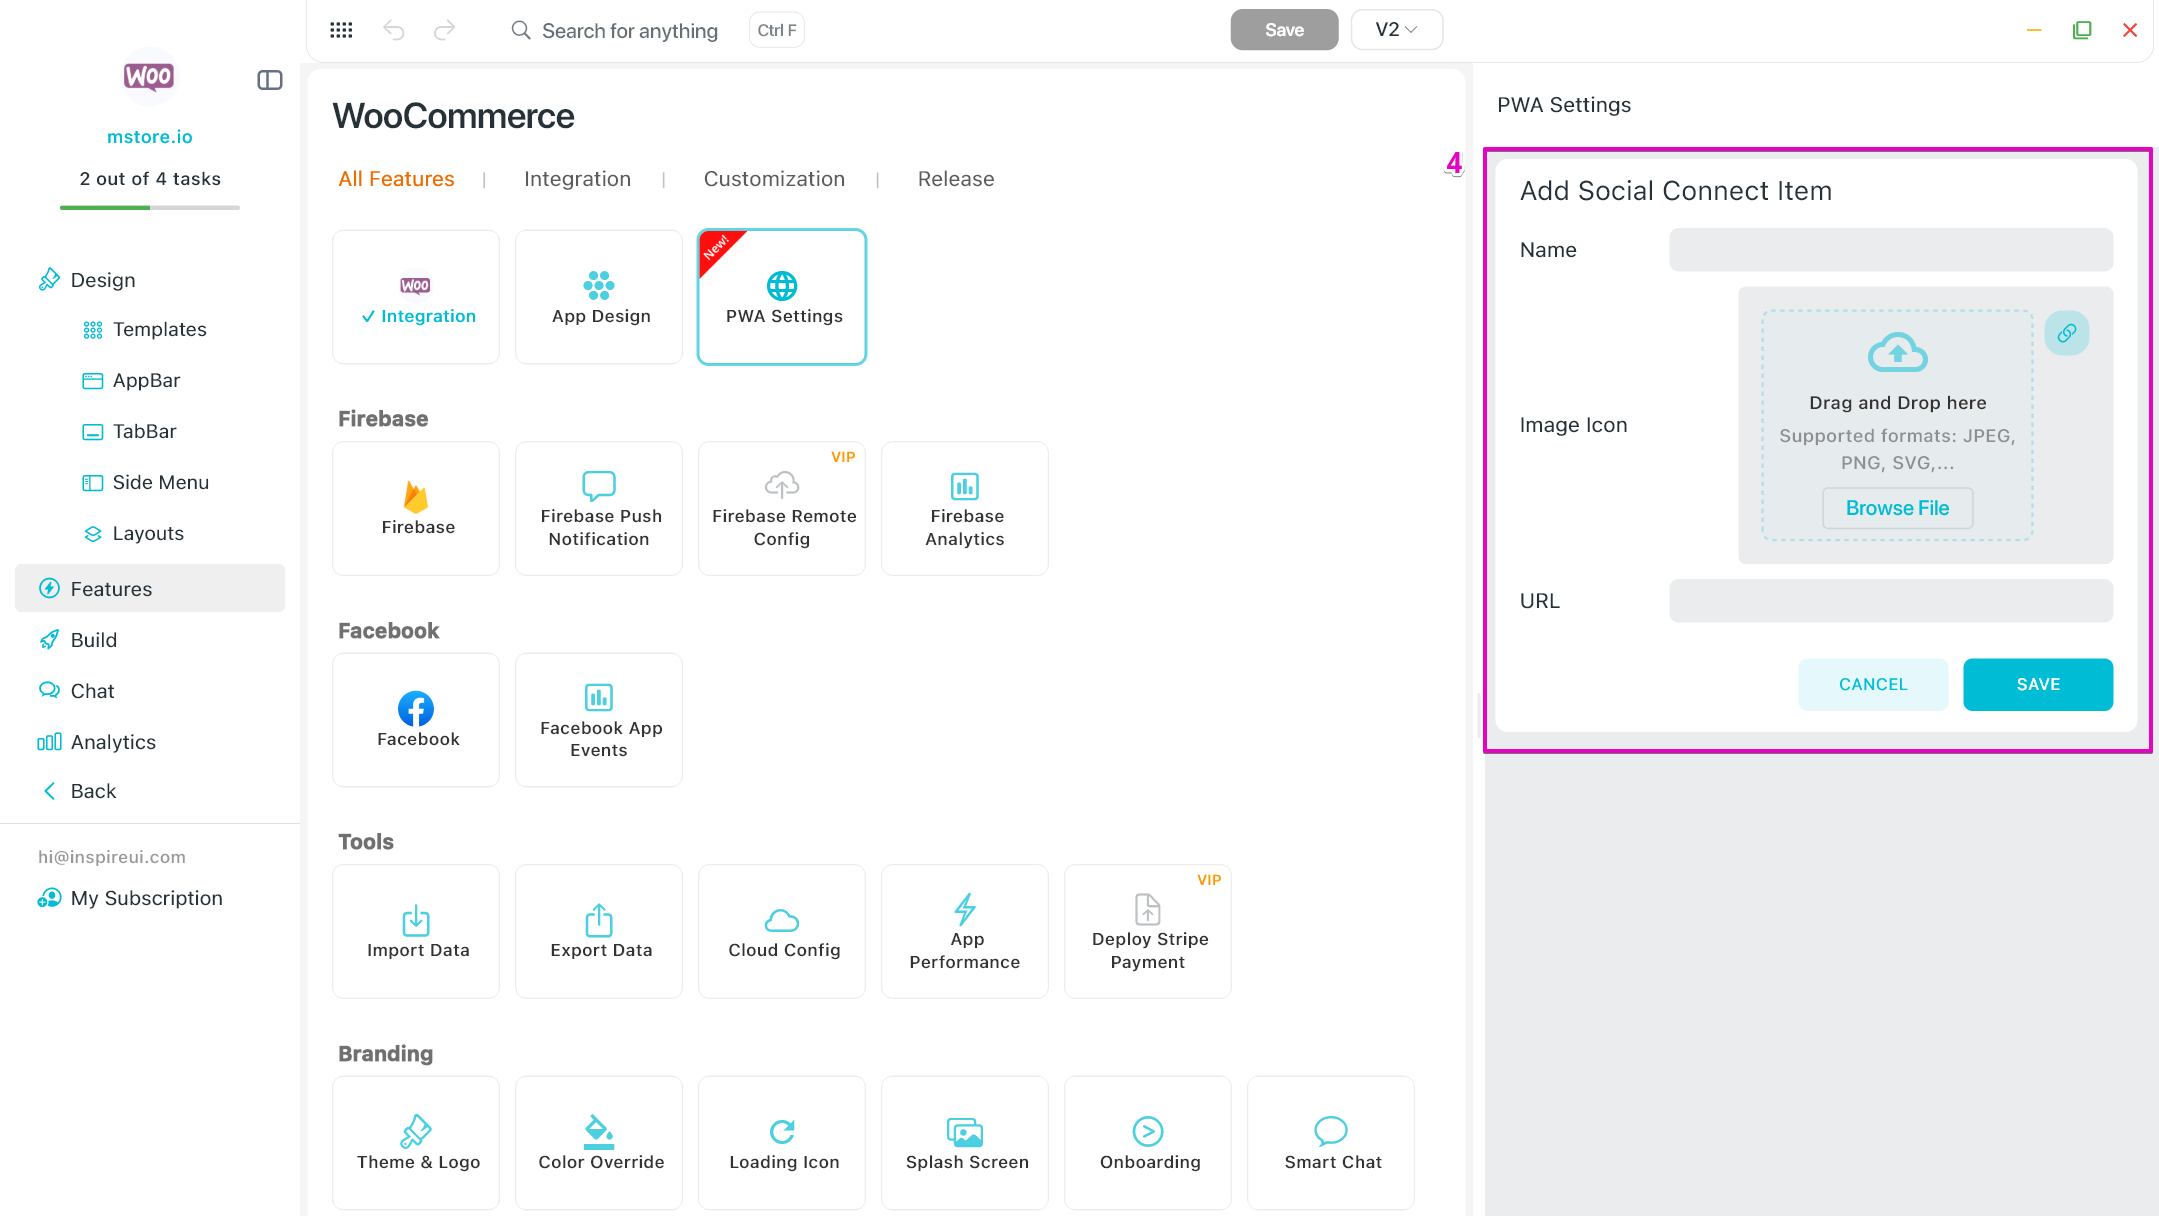 Search for anything
Ctrl F
Save
V2
WOO
mstore.io
2 out of 4 tasks
Design
Templates
AppBar
TabBar
Side Menu
Layouts
Features
Build
Chat
Analytics
Back
hi@inspireui.com
My Subscription
WooCommerce
All Features | Integration | Customization | Release
WOO
Integration
App Design
New!
PWA Settings
Firebase
Firebase
Firebase Push
Notification
VIP
Firebase Remote
Config
Firebase
Analytics
Facebook
Facebook
Facebook App
Events
Tools
Import Data
Export Data
Cloud Config
App
Performance
VIP
Deploy Stripe
Payment
Branding
Theme & Logo
Color Override
Loading Icon
Splash Screen
Onboarding
Smart Chat
PWA Settings
4
Add Social Connect Item
Name
Image Icon
Drag and Drop here
Supported formats: JPEG,
PNG, SVG,...
Browse File
URL
CANCEL
SAVE